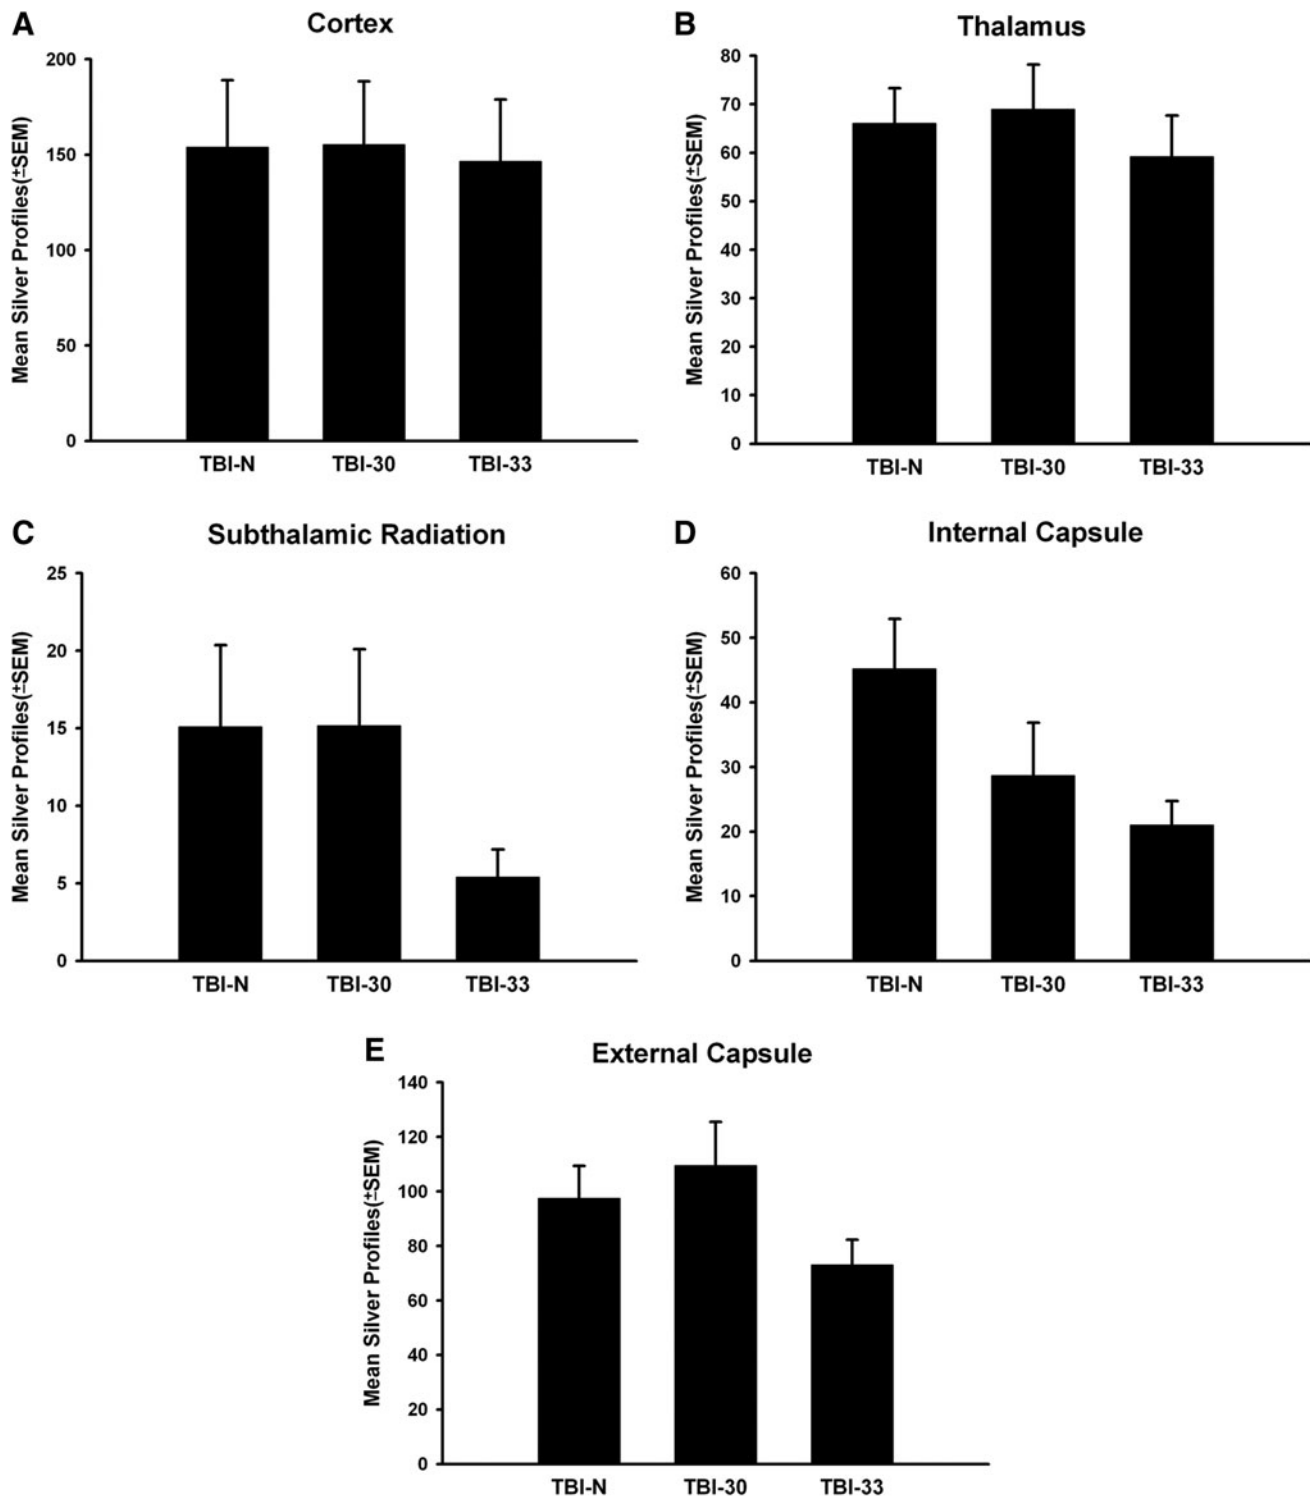 A
Cortex
Mean Silver Profiles(±SEM)
200
150
100
50
0
TBI-N TBI-30 TBI-33
B
Thalamus
Mean Silver Profiles(±SEM)
80
70
60
50
40
30
20
10
0
TBI-N TBI-30 TBI-33
C
Subthalamic Radiation
Mean Silver Profiles(±SEM)
25
20
15
10
5
0
TBI-N TBI-30 TBI-33
D
Internal Capsule
Mean Silver Profiles(±SEM)
60
50
40
30
20
10
0
TBI-N TBI-30 TBI-33
E
External Capsule
Mean Silver Profiles(±SEM)
140
120
100
80
60
40
20
0
TBI-N TBI-30 TBI-33